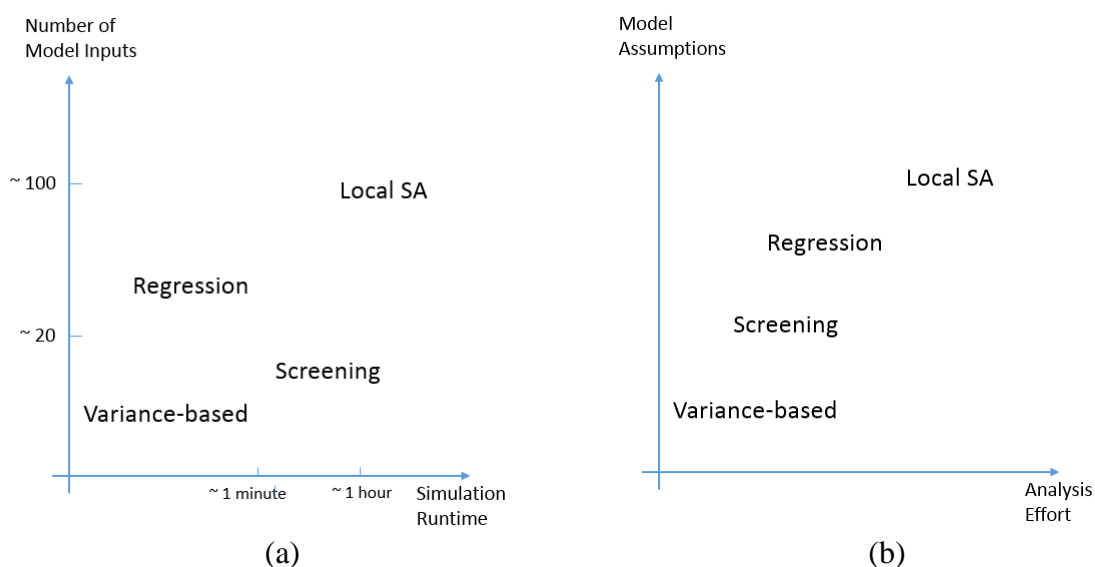 Number of
Model Inputs
~ 100
Local SA
Regression
~ 20
Screening
Variance-based
~ 1 minute
~ 1 hour
Simulation
Runtime
(a)
Model
Assumptions
Local SA
Regression
Screening
Variance-based
Analysis
Effort
(b)